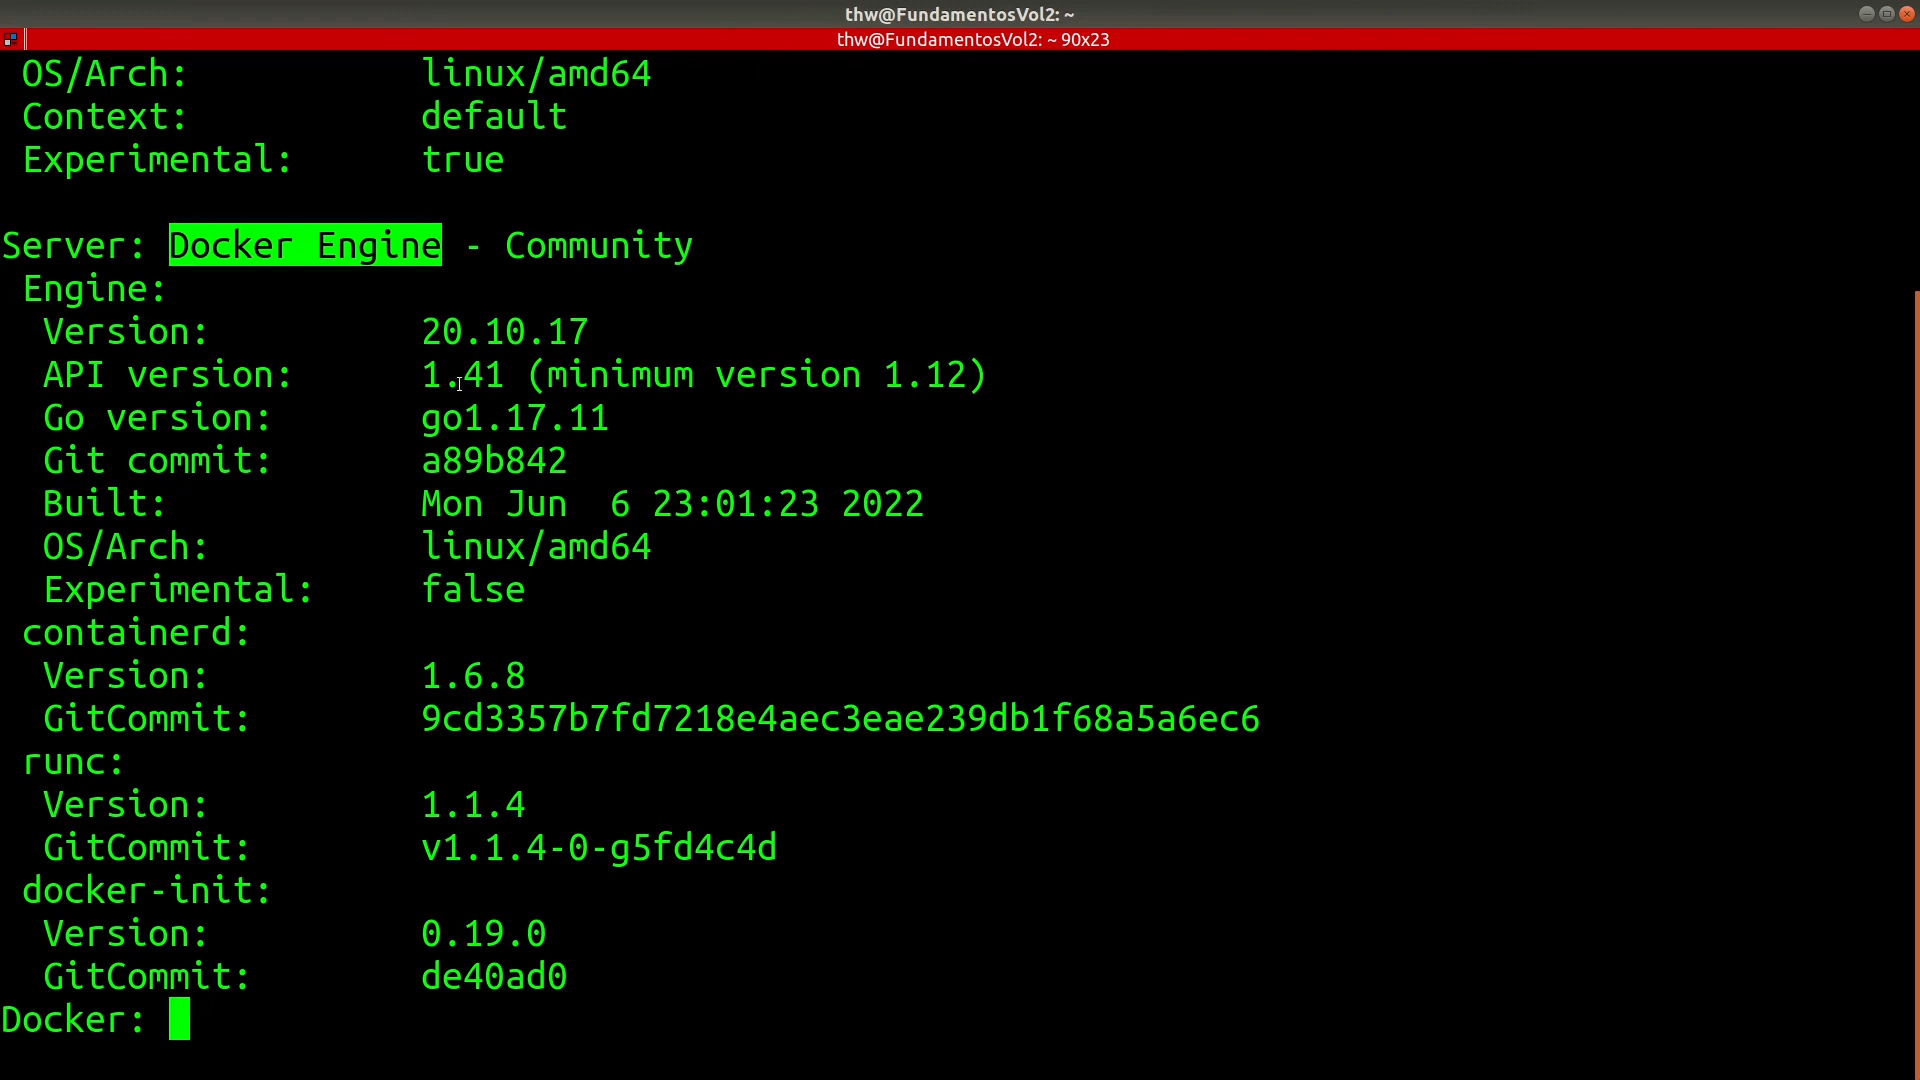 thw@FundamentosVol2: ~
thw@FundamentosVol2: ~ 90x23
OS/Arch: linux/amd64
Context: default
Experimental: true
Server: Docker Engine - Community
Engine:
Version: 20.10.17
API version: 1.41 (minimum version 1.12)
Go version: go1.17.11
Git commit: a89b842
Built: Mon Jun  6 23:01:23 2022
OS/Arch: linux/amd64
Experimental: false
containerd:
Version: 1.6.8
GitCommit: 9cd3357b7fd7218e4aec3eae239db1f68a5a6ec6
runc:
Version: 1.1.4
GitCommit: v1.1.4-0-g5fd4c4d
docker-init:
Version: 0.19.0
GitCommit: de40ad0
Docker: